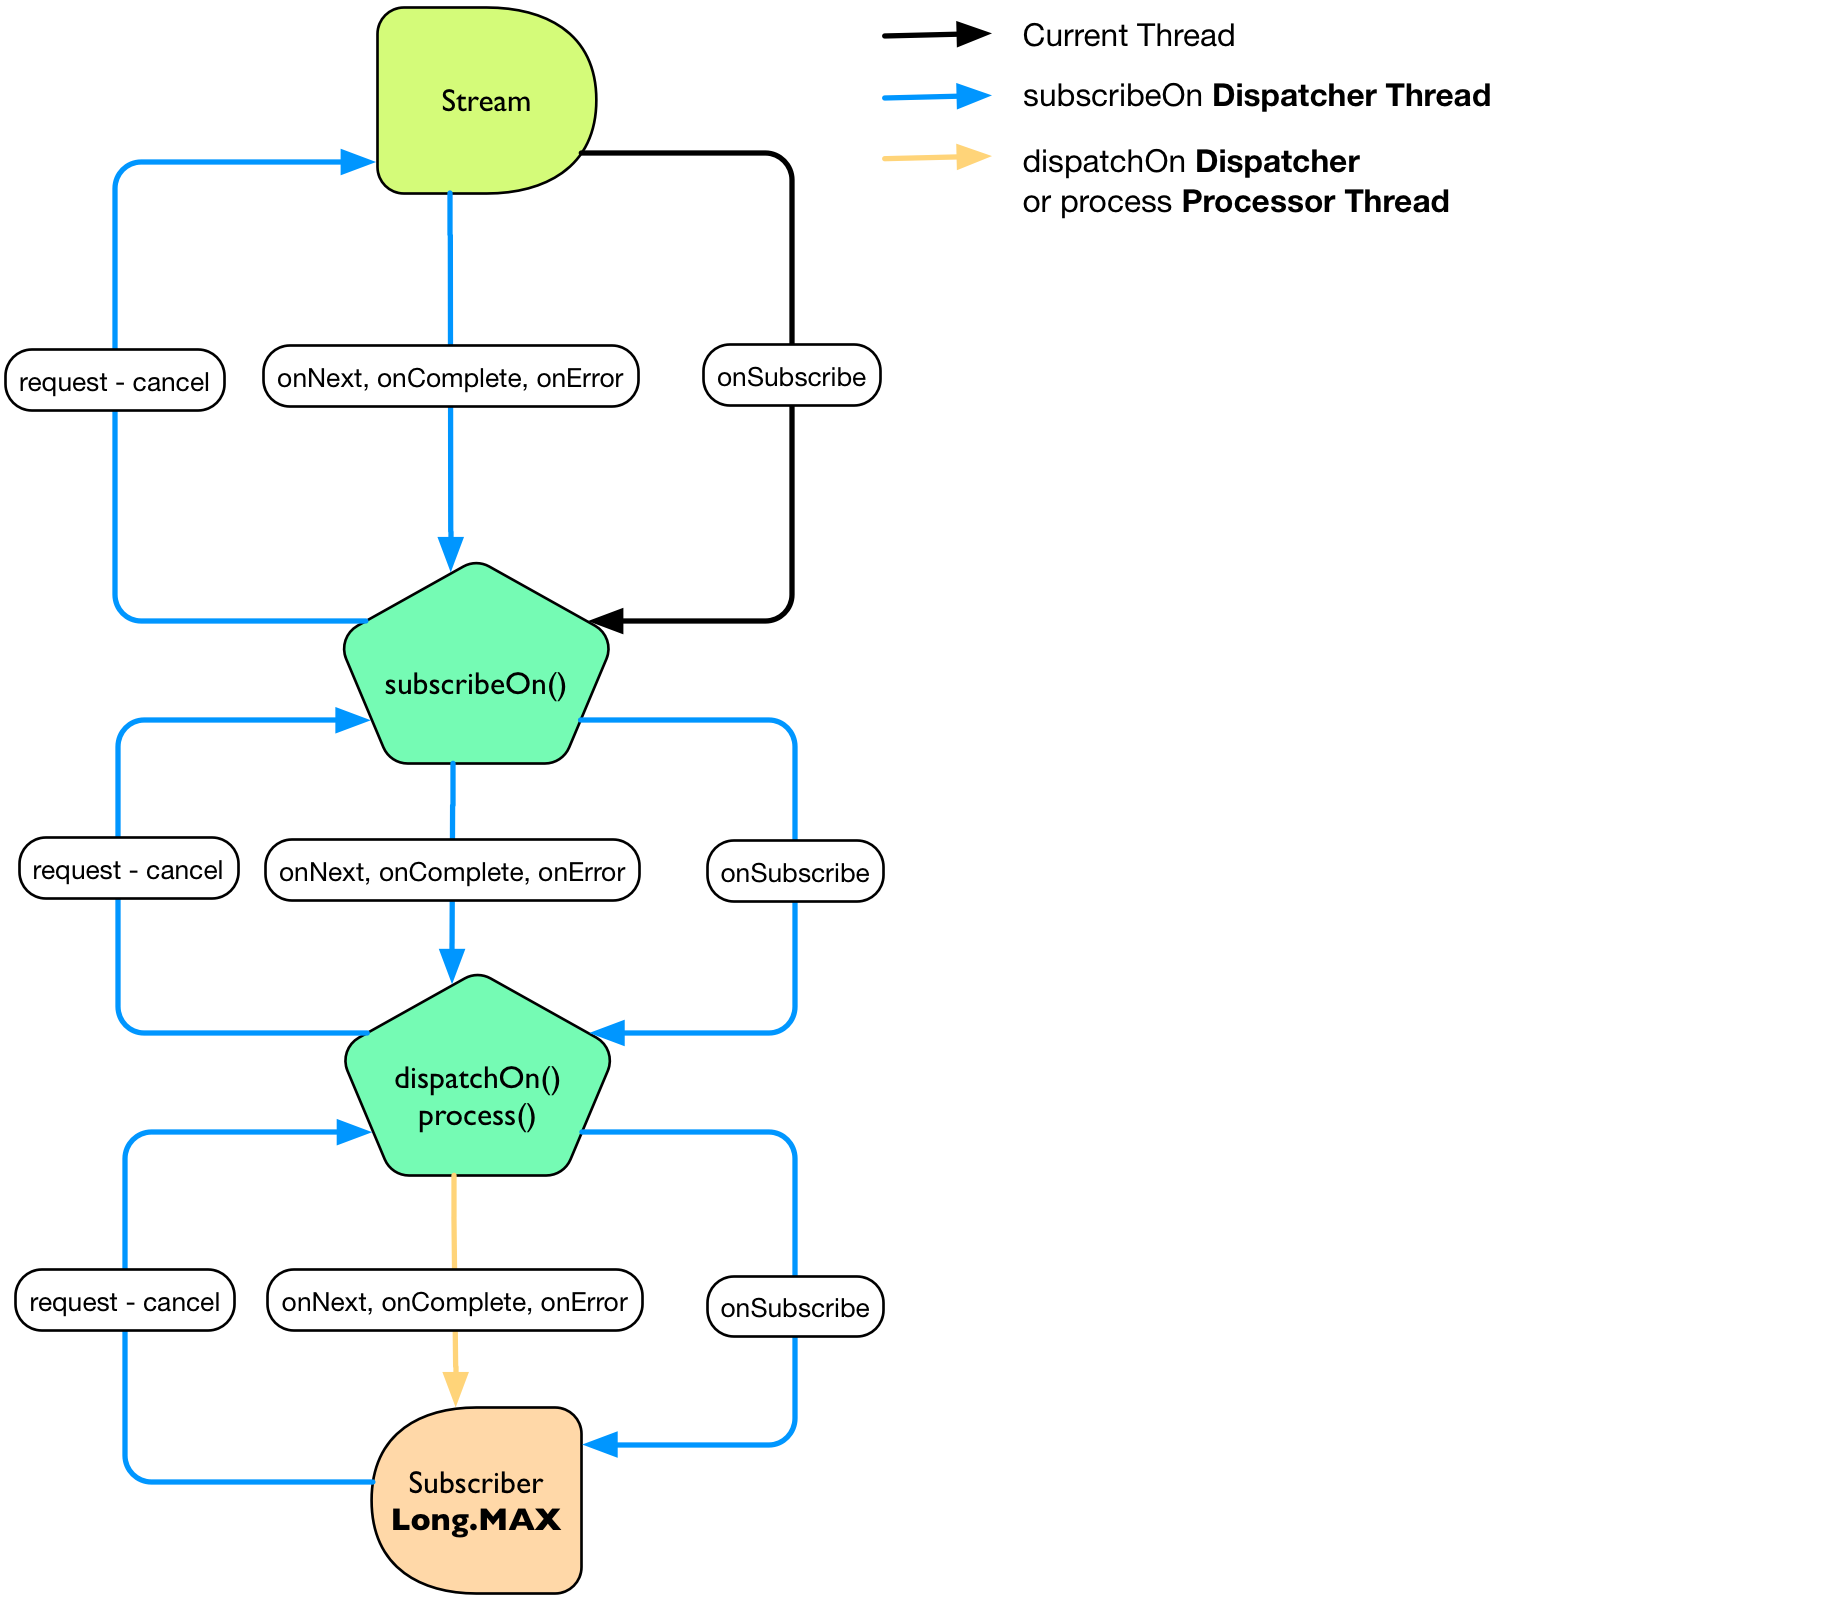 Stream
Current Thread
subscribeOn Dispatcher Thread
dispatchOn Dispatcher
or process Processor Thread
request - cancel
onNext, onComplete, onError
onSubscribe
subscribeOn()
request - cancel
onNext, onComplete, onError
onSubscribe
dispatchOn()
process()
request - cancel
onNext, onComplete, onError
onSubscribe
Subscriber
Long.MAX